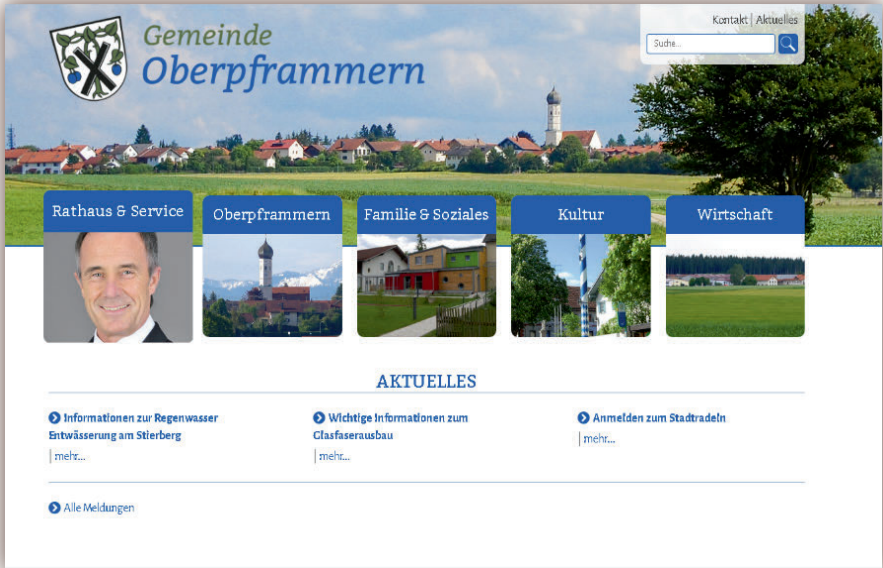 Gemeinde
Oberpframmern
Kontakt | Aktuelles
Suche...
Rathaus & Service
Oberpframmern
Familie & Soziales
Kultur
Wirtschaft
AKTUELLES
Informationen zur Regenwasser
Entwässerung am Stierberg
| mehr...
Wichtige Informationen zum
Glasfaserausbau
| mehr...
Anmelden zum Stadtradeln
| mehr...
Alle Meldungen